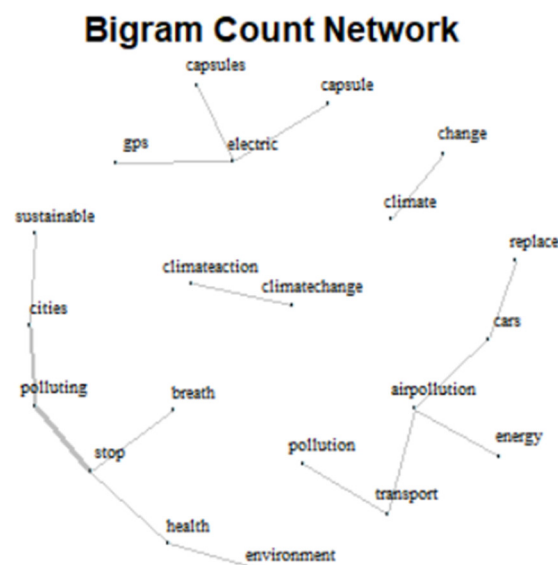 Bigram Count Network
capsules
capsule
gps
electric
change
climate
sustainable
replace
climateaction
climatechange
cities
cars
polluting
breath
airpollution
stop
pollution
energy
transport
health
environment